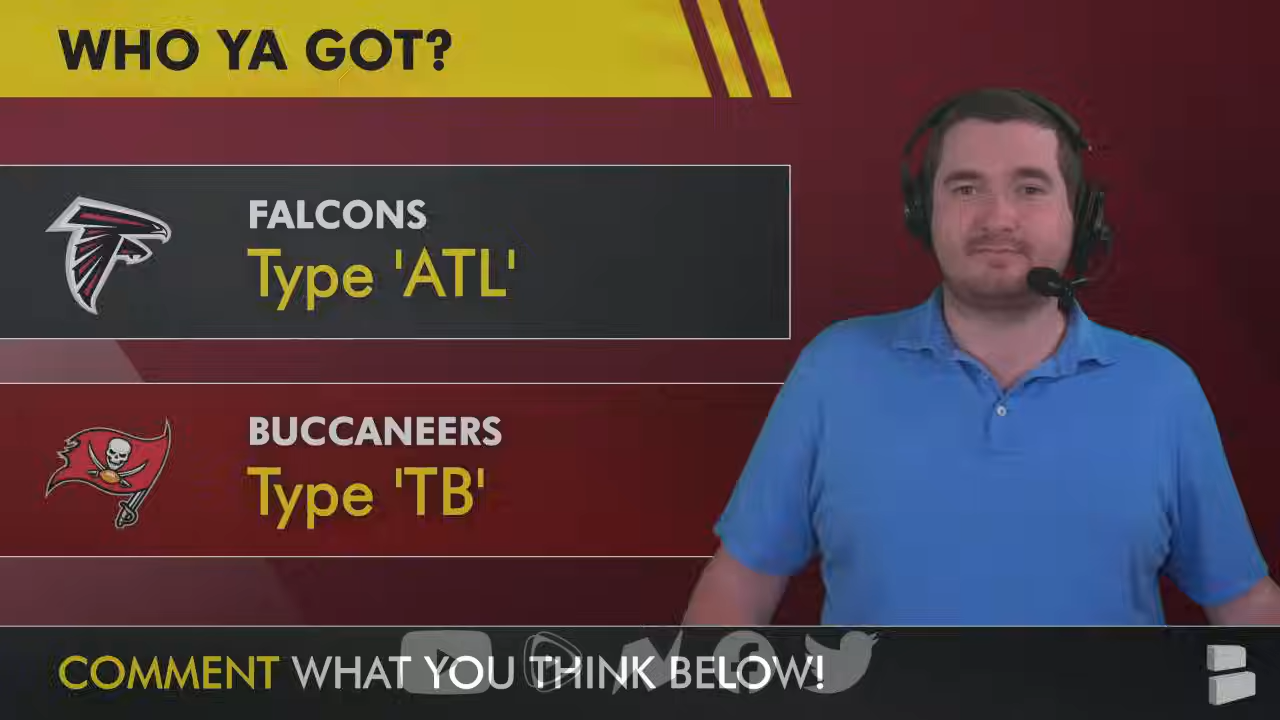 WHO YA GOT?
FALCONS
Type 'ATL'
BUCCANEERS
Type 'TB'
COMMENT WHAT YOU THINK BELOW!